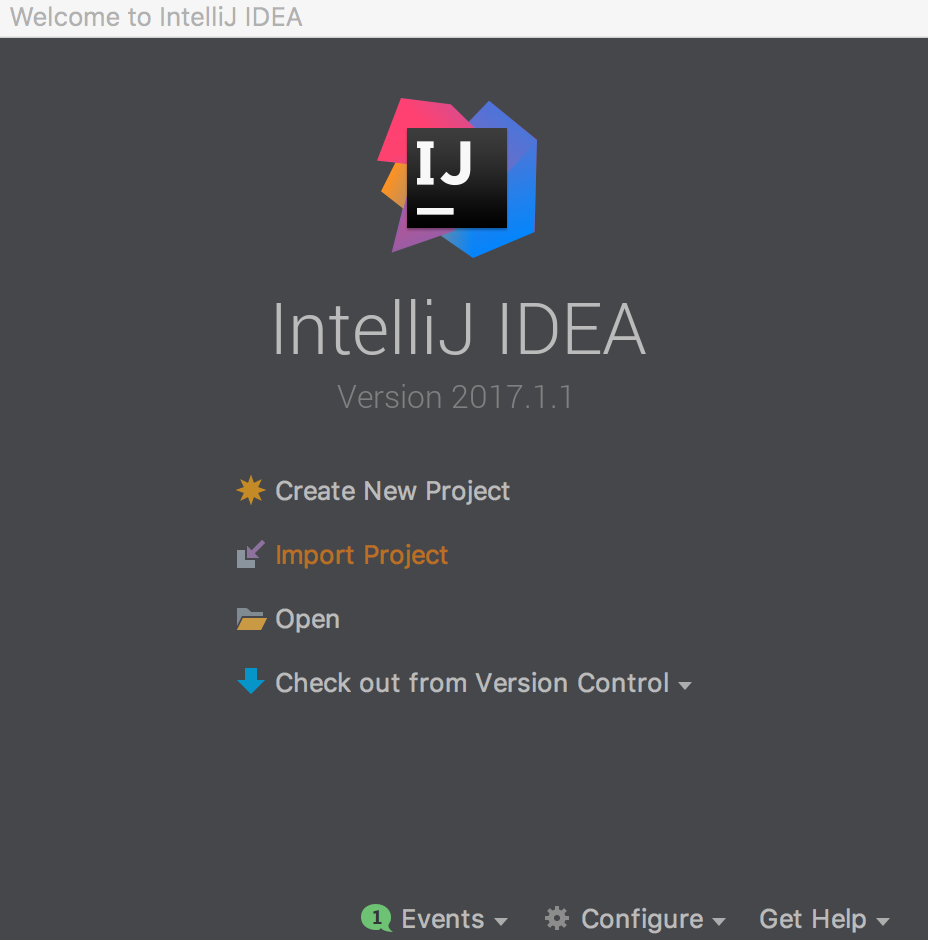 Welcome to IntelliJ IDEA
IJ
IntelliJ IDEA
Version 2017.1.1
Create New Project
Import Project
Open
Check out from Version Control
1 Events Configure Get Help